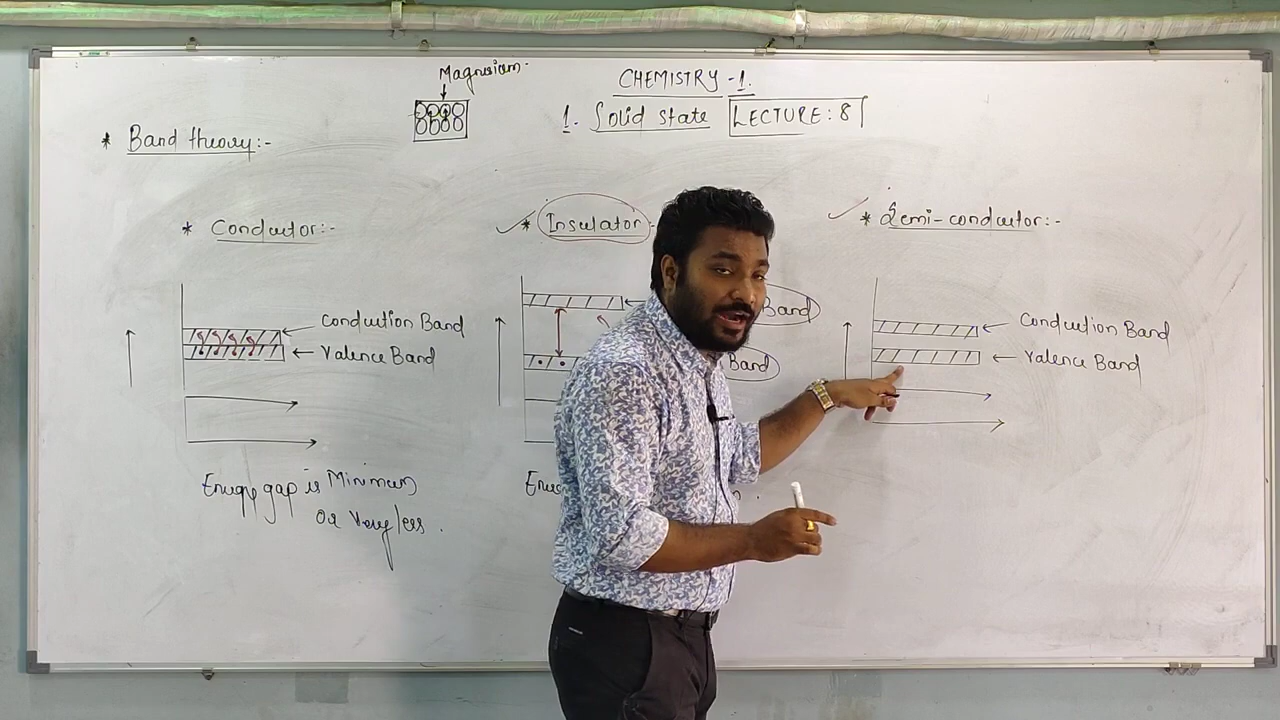 Magnesium.
CHEMISTRY - 1.
1. Solid state LECTURE: 8
* Band theory:-
* Conductor:-
* Insulator
* Semi-conductor:-
Conduction Band
Valence Band
Band
Band
Conduction Band
Valence Band
Energy gap is Minimum
Or Very less.